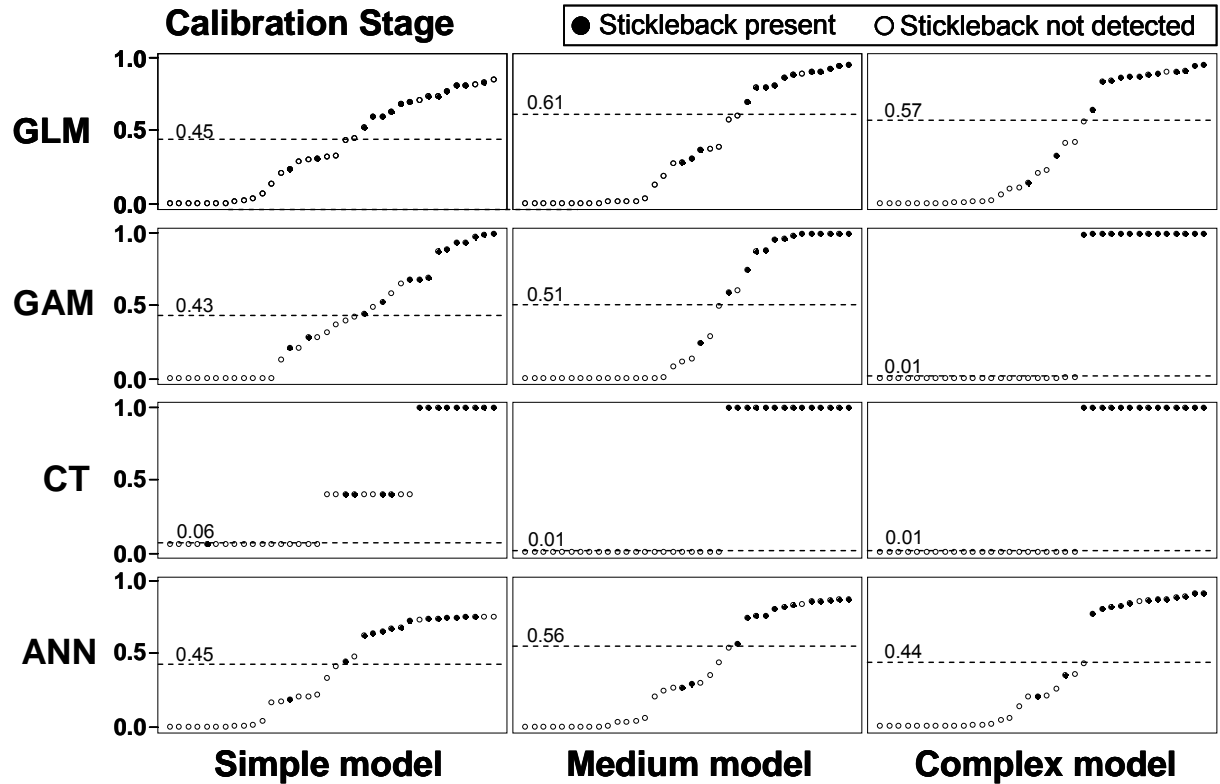 Calibration Stage
Stickleback present
Stickleback not detected
GLM
1.0
0.5
0.0
0.45
0.61
0.57
GAM
1.0
0.5
0.0
0.43
0.51
0.01
CT
1.0
0.5
0.0
0.06
0.01
0.01
ANN
1.0
0.5
0.0
0.45
0.56
0.44
Simple model
Medium model
Complex model